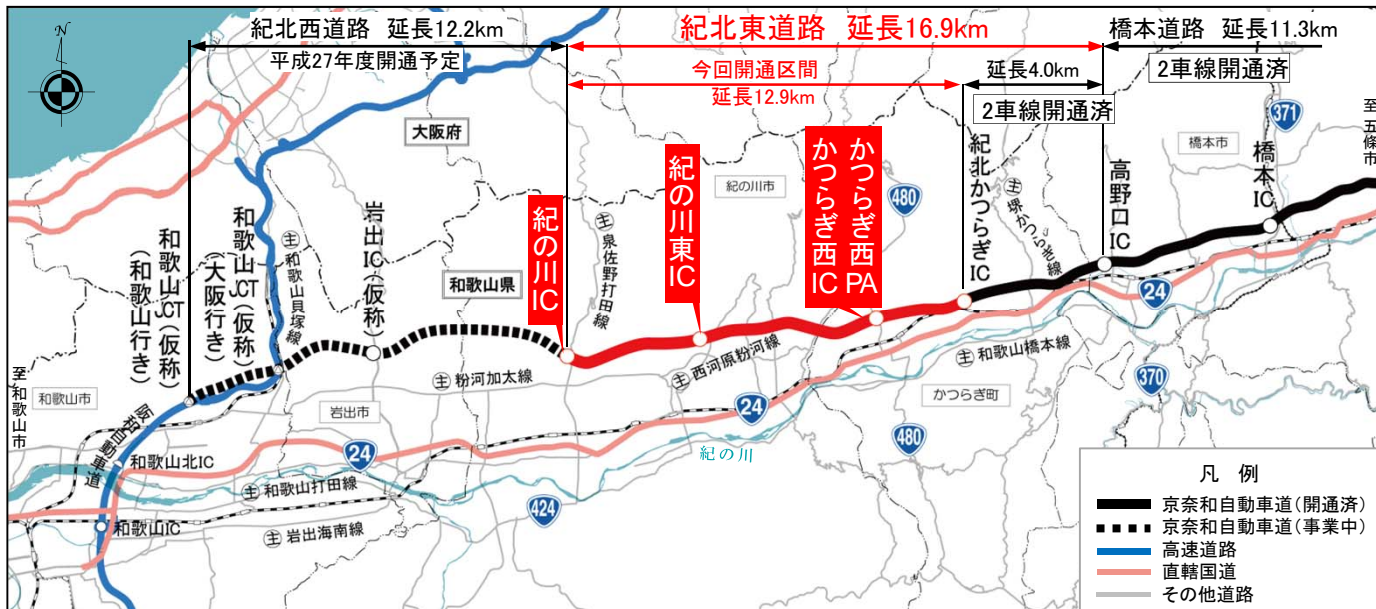 紀北西道路 延長12.2km
平成27年度開通予定
紀北東道路 延長16.9km
今回開通区間
延長12.9km
延長4.0km
2車線開通済
橋本道路 延長11.3km
2車線開通済
N
大阪府
和歌山県
紀の川市
橋本市
371
至五條市
480
主 堺かつらぎ線
主 泉佐野打田線
主 和歌山貝塚線
和歌山JCT(仮称)
(和歌山行き)
和歌山JCT(仮称)
(大阪行き)
岩出IC(仮称)
紀の川IC
紀の川東IC
かつらぎ西IC
かつらぎ西PA
紀北かつらぎIC
高野口IC
橋本IC
24
主 和歌山橋本線
主 西河原粉河線
主 粉河加太線
370
至和歌山市
和歌山市
岩出市
かつらぎ町
24
阪和自動車道
24
480
紀の川
和歌山北IC
主 和歌山打田線
424
和歌山IC
主 岩出海南線
凡 例
京奈和自動車道(開通済)
京奈和自動車道(事業中)
高速道路
直轄国道
その他道路